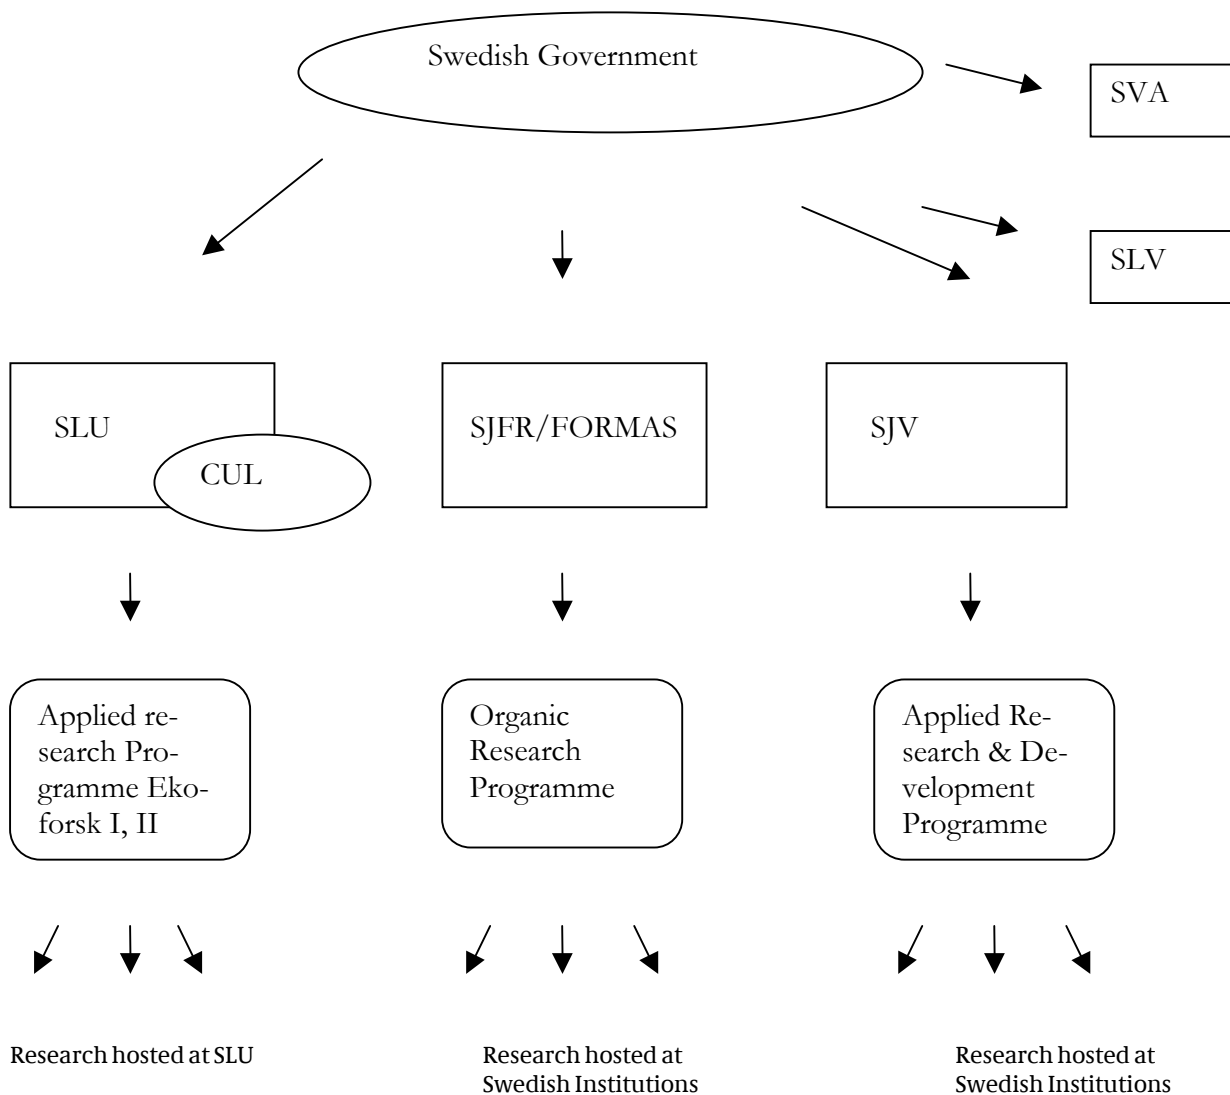 Swedish Government
SVA
SLV
SLU
CUL
SJFR/FORMAS
SJV
Applied re-
search Pro-
gramme Eko-
forsk I, II
Organic
Research
Programme
Applied Re-
search & De-
velopment
Programme
Research hosted at SLU
Research hosted at
Swedish Institutions
Research hosted at
Swedish Institutions